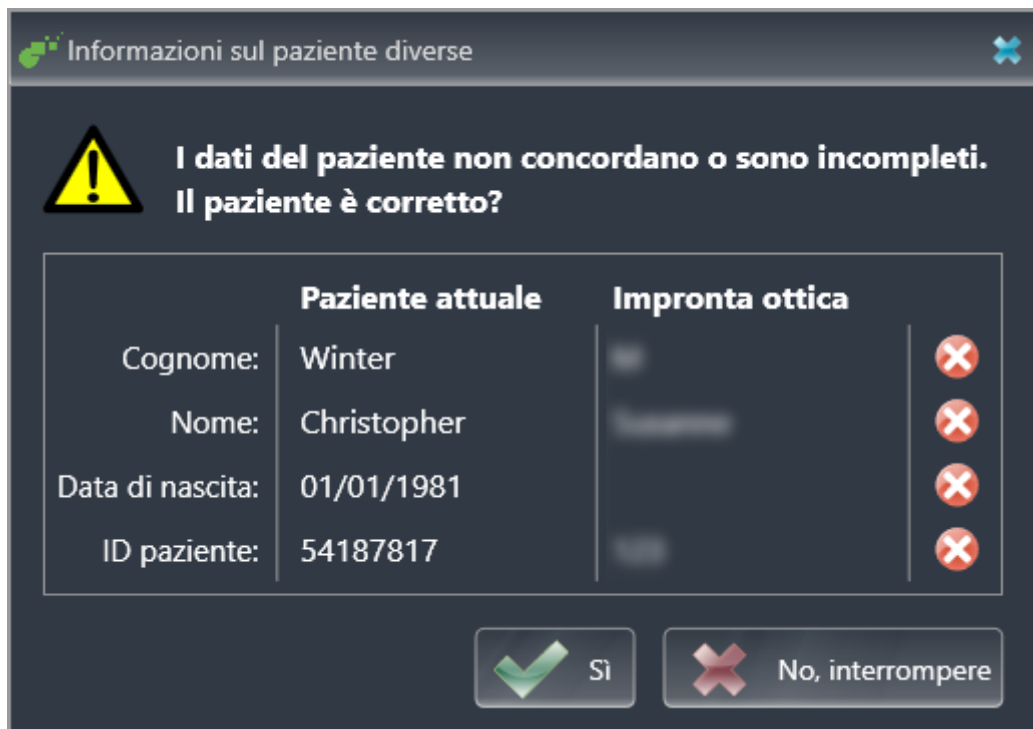 Informazioni sul paziente diverse
I dati del paziente non concordano o sono incompleti.
Il paziente è corretto?
Paziente attuale Impronta ottica
Cognome: Winter
Nome: Christopher
Data di nascita: 01/01/1981
ID paziente: 54187817
Sì No, interrompere